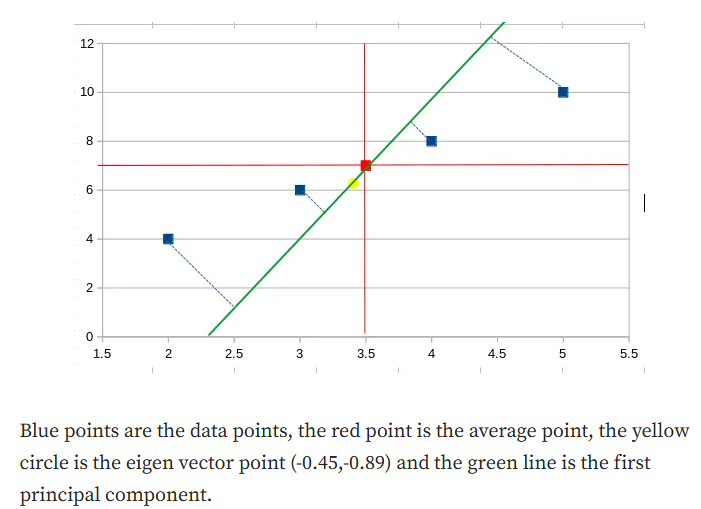 12
10
8
6
4
2
0
1.5 2 2.5 3 3.5 4 4.5 5 5.5
Blue points are the data points, the red point is the average point, the yellow
circle is the eigen vector point (-0.45,-0.89) and the green line is the first
principal component.